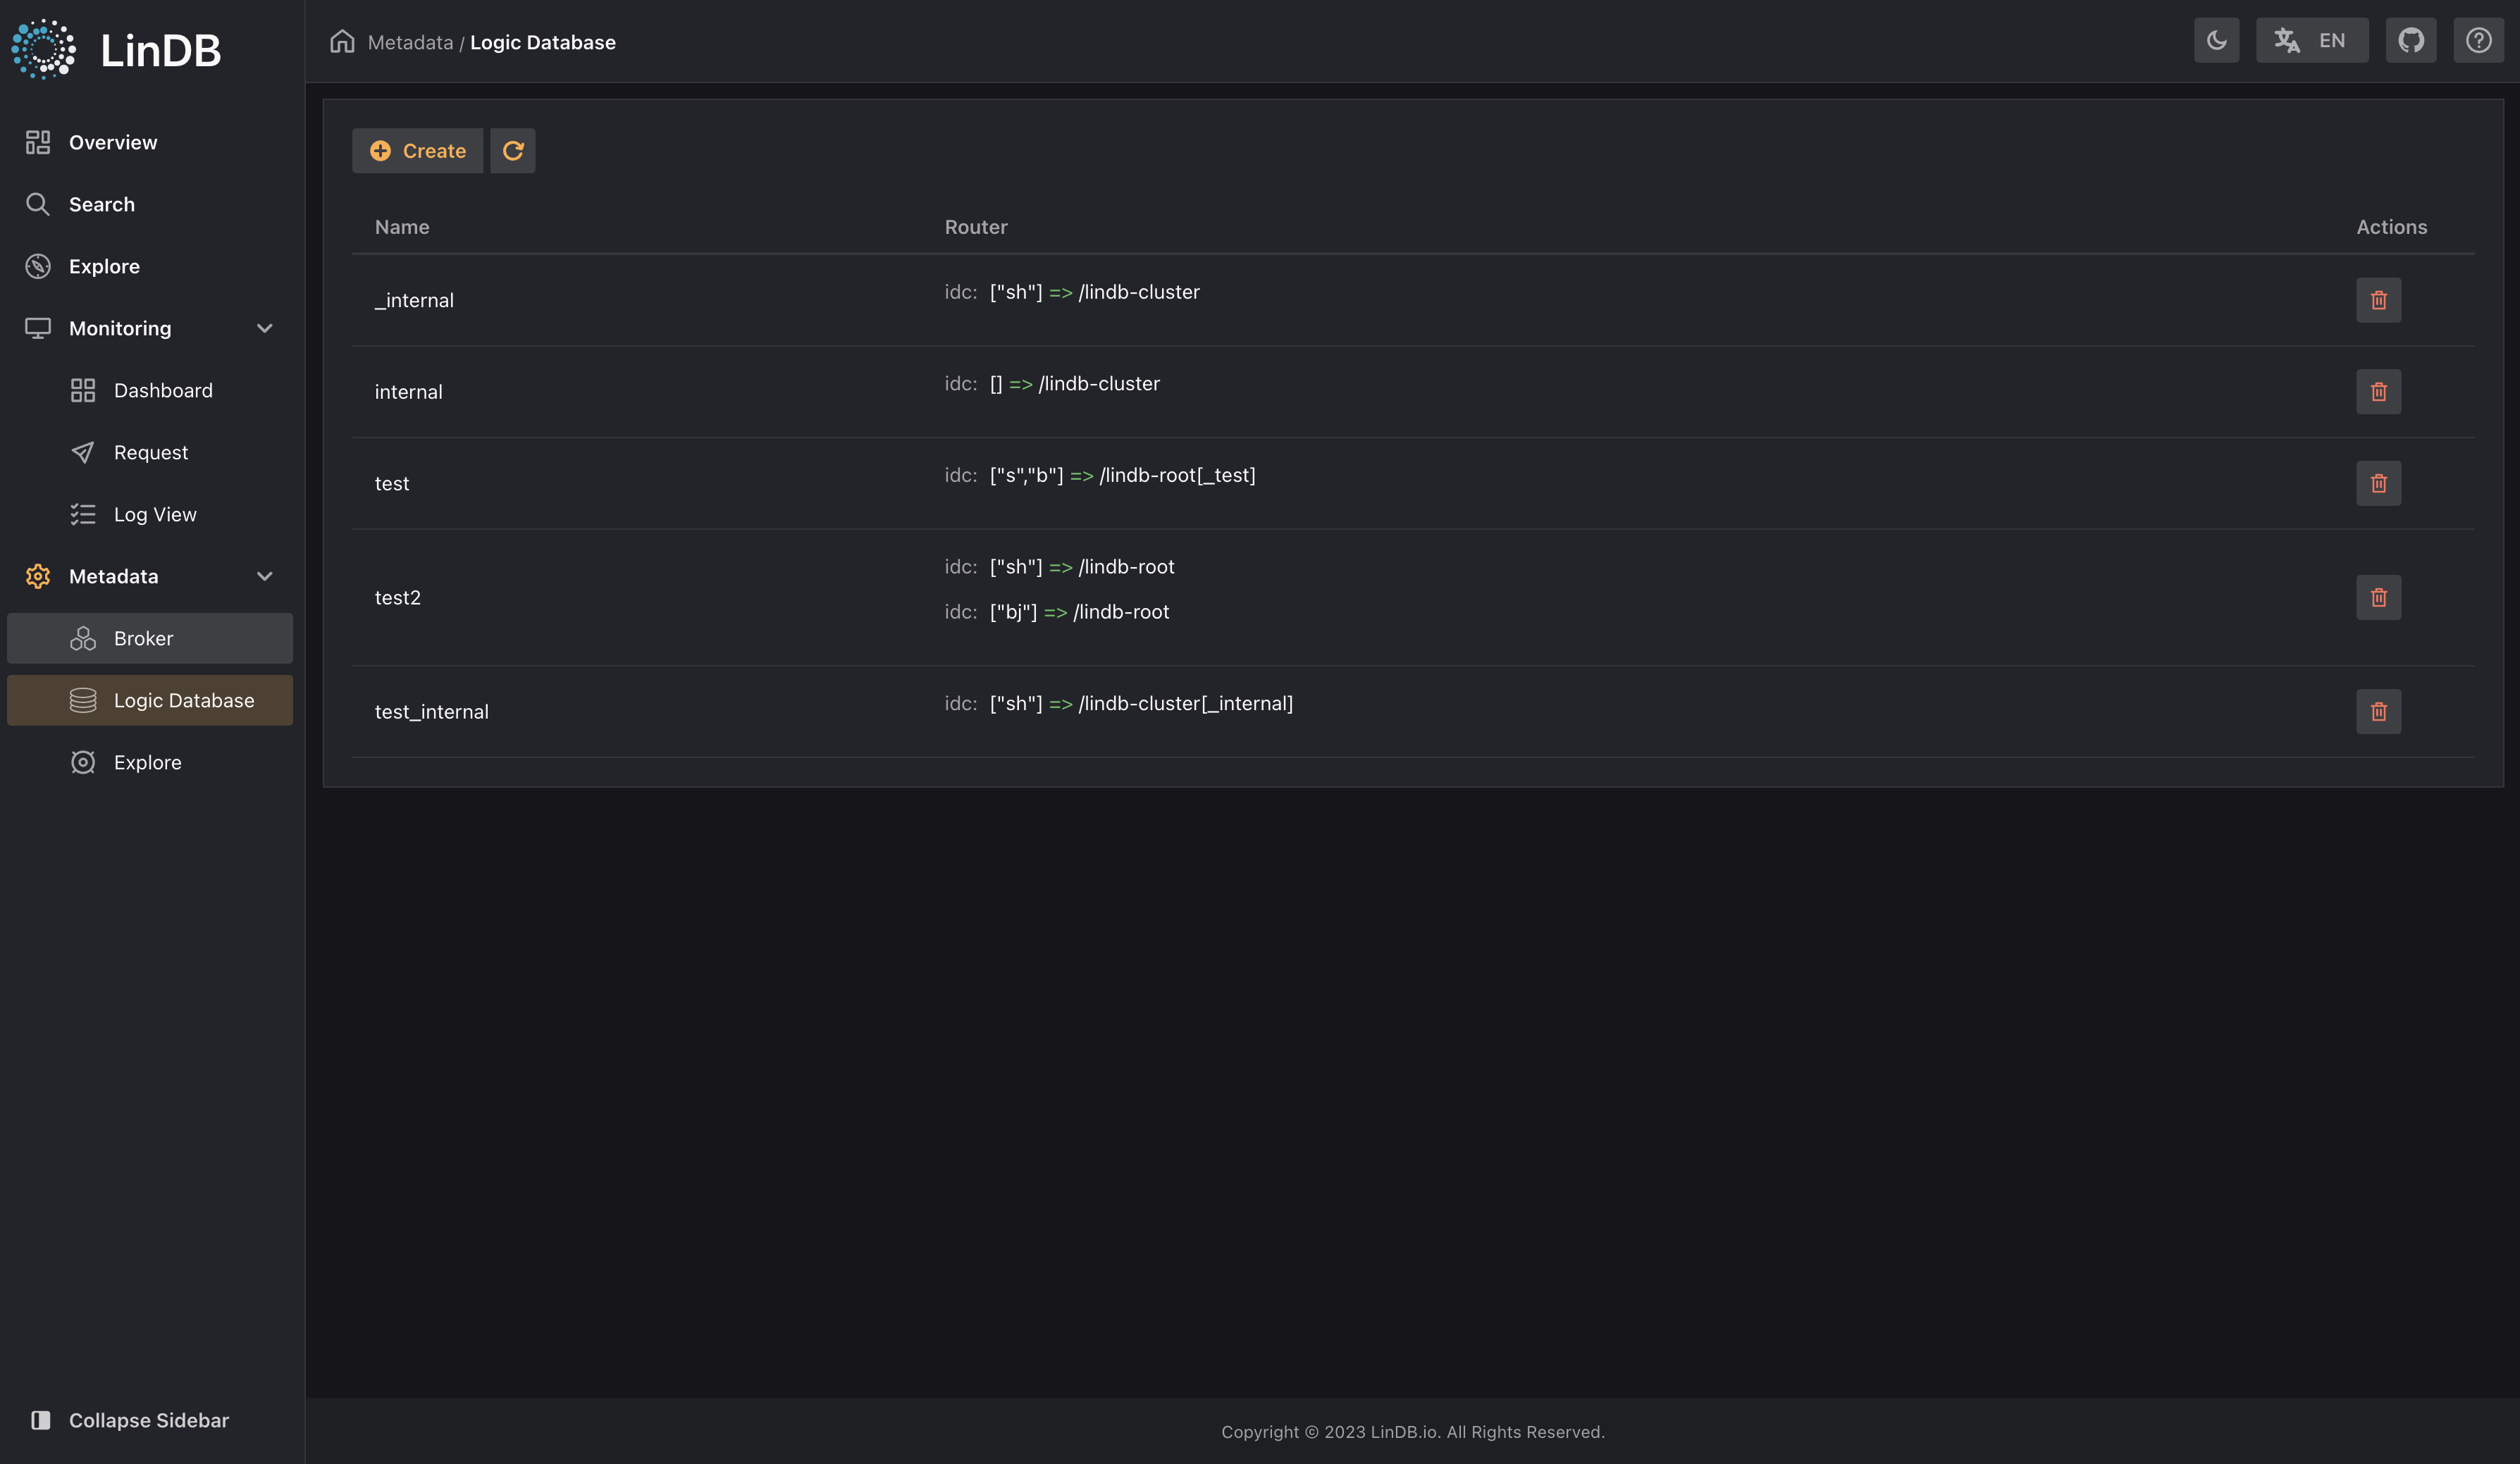 LinDB
Metadata / Logic Database
EN
Overview
Search
Explore
Monitoring
Dashboard
Request
Log View
Metadata
Broker
Logic Database
Explore
Collapse Sidebar
Create
Name Router Actions
_internal idc: ["sh"] => /lindb-cluster
internal idc: [] => /lindb-cluster
test idc: ["s","b"] => /lindb-root[_test]
test2 idc: ["sh"] => /lindb-root
idc: ["bj"] => /lindb-root
test_internal idc: ["sh"] => /lindb-cluster[_internal]
Copyright © 2023 LinDB.io. All Rights Reserved.